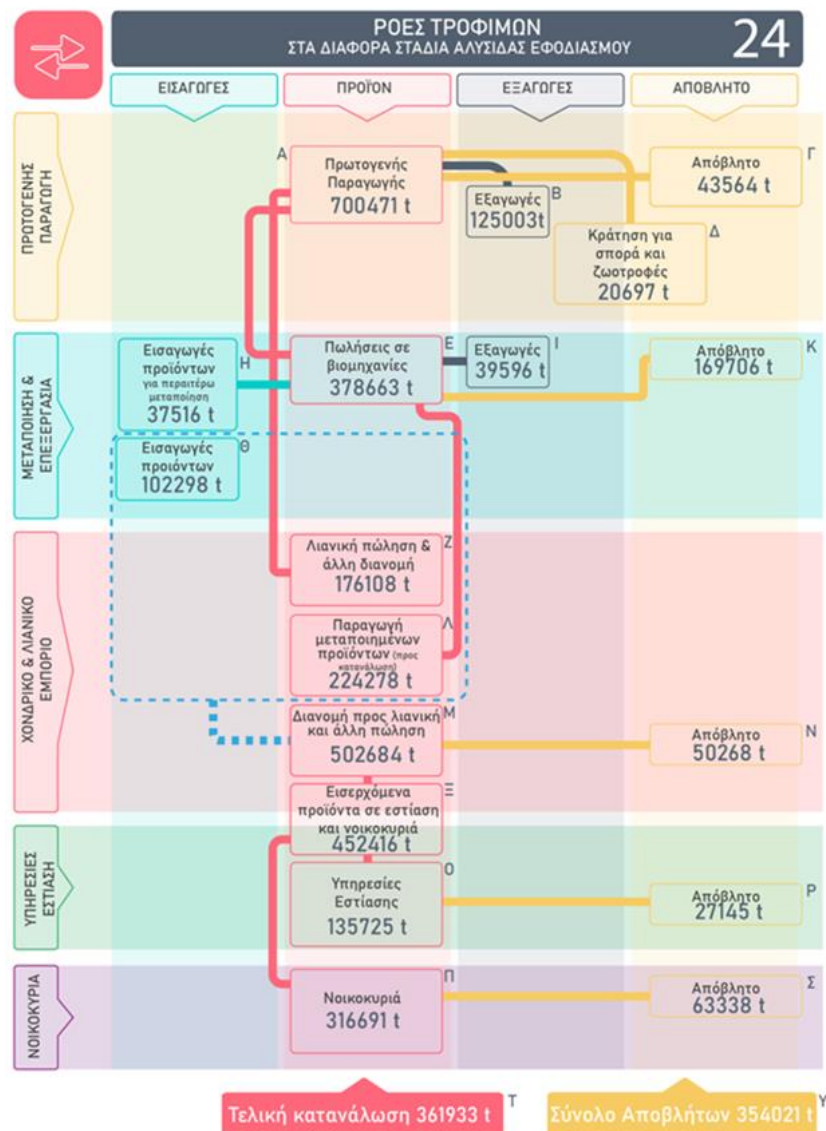 ΡΟΕΣ ΤΡΟΦΙΜΩΝ
ΣΤΑ ΔΙΑΦΟΡΑ ΣΤΑΔΙΑ ΑΛΥΣΙΔΑΣ ΕΦΟΔΙΑΣΜΟΥ
24
ΕΙΣΑΓΩΓΕΣ
ΠΡΟΪΟΝ
ΕΞΑΓΩΓΕΣ
ΑΠΟΒΛΗΤΟ
ΠΡΩΤΟΓΕΝΗΣ
ΠΑΡΑΓΩΓΗ
Α
Πρωτογενής
Παραγωγής
700471 t
Β
Εξαγωγές
125003t
Γ
Απόβλητο
43564 t
Δ
Κράτηση για
σπορά και
ζωοτροφές
20697 t
ΜΕΤΑΠΟΙΗΣΗ &
ΕΠΕΞΕΡΓΑΣΙΑ
Η
Εισαγωγές
προϊόντων
για περαιτέρω
μεταποίηση
37516 t
Ε
Πωλήσεις σε
βιομηχανίες
378663 t
Ι
Εξαγωγές
39596 t
Κ
Απόβλητο
169706 t
Θ
Εισαγωγές
προιόντων
102298 t
ΧΟΝΔΡΙΚΟ & ΛΙΑΝΙΚΟ
ΕΜΠΟΡΙΟ
Ζ
Λιανική πώληση &
άλλη διανομή
176108 t
Λ
Παραγωγή
μεταποιημένων
προϊόντων (προς
κατανάλωση)
224278 t
Μ
Διανομή προς λιανική
και άλλη πώληση
502684 t
Ν
Απόβλητο
50268 t
Ξ
Εισερχόμενα
προϊόντα σε εστίαση
και νοικοκυριά
452416 t
ΥΠΗΡΕΣΙΕΣ
ΕΣΤΙΑΣΗ
Ο
Υπηρεσίες
Εστίασης
135725 t
Ρ
Απόβλητο
27145 t
ΝΟΙΚΟΚΥΡΙΑ
Π
Νοικοκυριά
316691 t
Σ
Απόβλητο
63338 t
Τελική κατανάλωση 361933 t
Τ
Σύνολο Αποβλήτων 354021 t
Υ